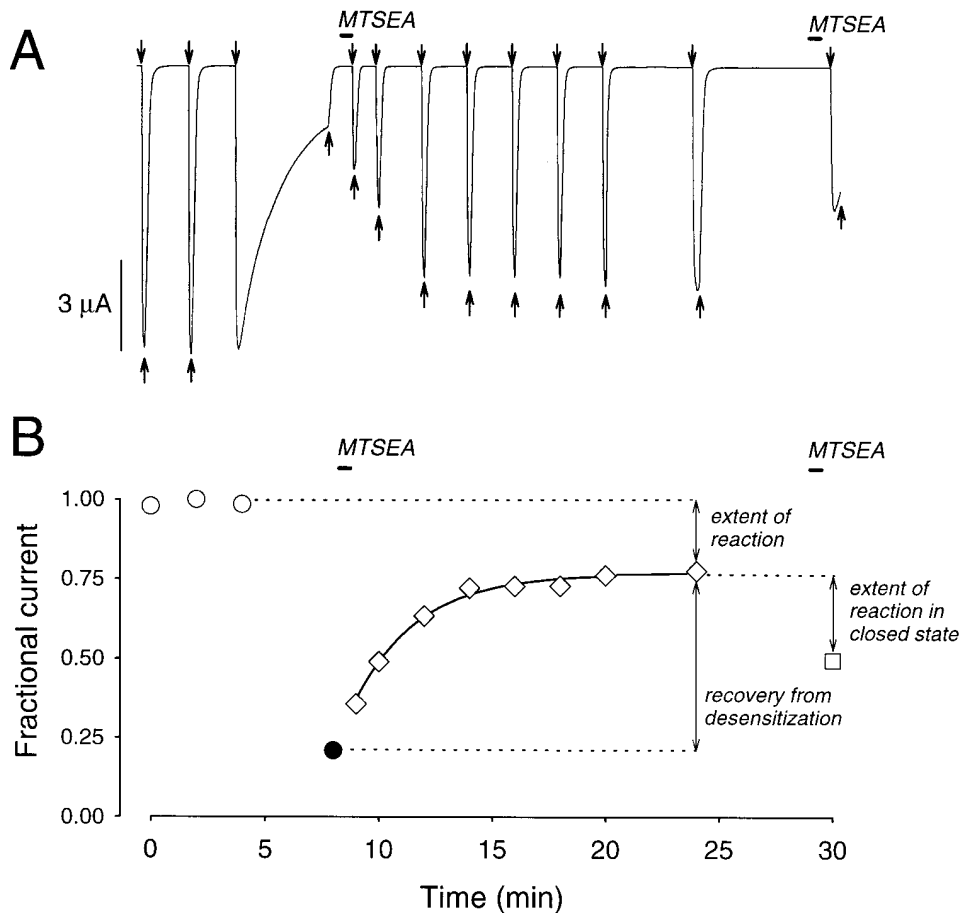 MTSEA
MTSEA
A
3 μA
B
MTSEA
MTSEA
1.00
0.75
0.50
0.25
0.00
Fractional current
extent of
reaction
extent of
reaction in
closed state
recovery from
desensitization
0
5
10
15
20
25
30
Time (min)